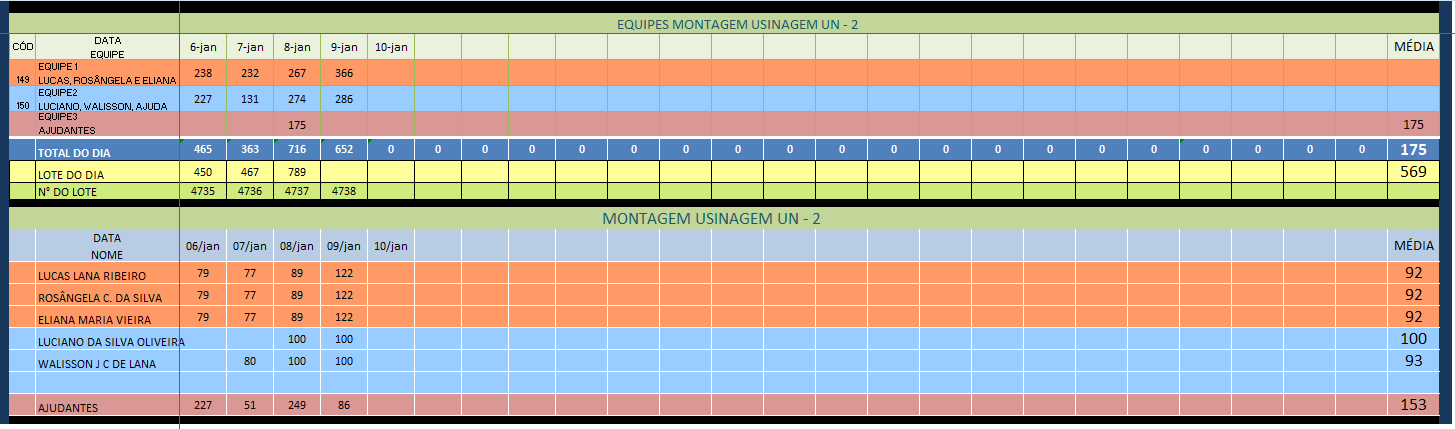 EQUIPES MONTAGEM USINAGEM UN - 2
CÓD DATA 6-jan 7-jan 8-jan 9-jan 10-jan MÉDIA
EQUIPE
EQUIPE 1
149 LUCAS, ROSÂNGELA E ELIANA 238 232 267 366
EQUIPE2
150 LUCIANO, WALISSON, AJUDA 227 131 274 286
EQUIPE3
AJUDANTES 175 175
TOTAL DO DIA 465 363 716 652 0 0 0 0 0 0 0 0 0 0 0 0 0 0 0 0 0 0 0 0 0 175
LOTE DO DIA 450 467 789 569
N° DO LOTE 4735 4736 4737 4738
MONTAGEM USINAGEM UN - 2
DATA 06/jan 07/jan 08/jan 09/jan 10/jan MÉDIA
NOME
LUCAS LANA RIBEIRO 79 77 89 122 92
ROSÂNGELA C. DA SILVA 79 77 89 122 92
ELIANA MARIA VIEIRA 79 77 89 122 92
LUCIANO DA SILVA OLIVEIRA 100 100 100
WALISSON J C DE LANA 80 100 100 93
AJUDANTES 227 51 249 86 153